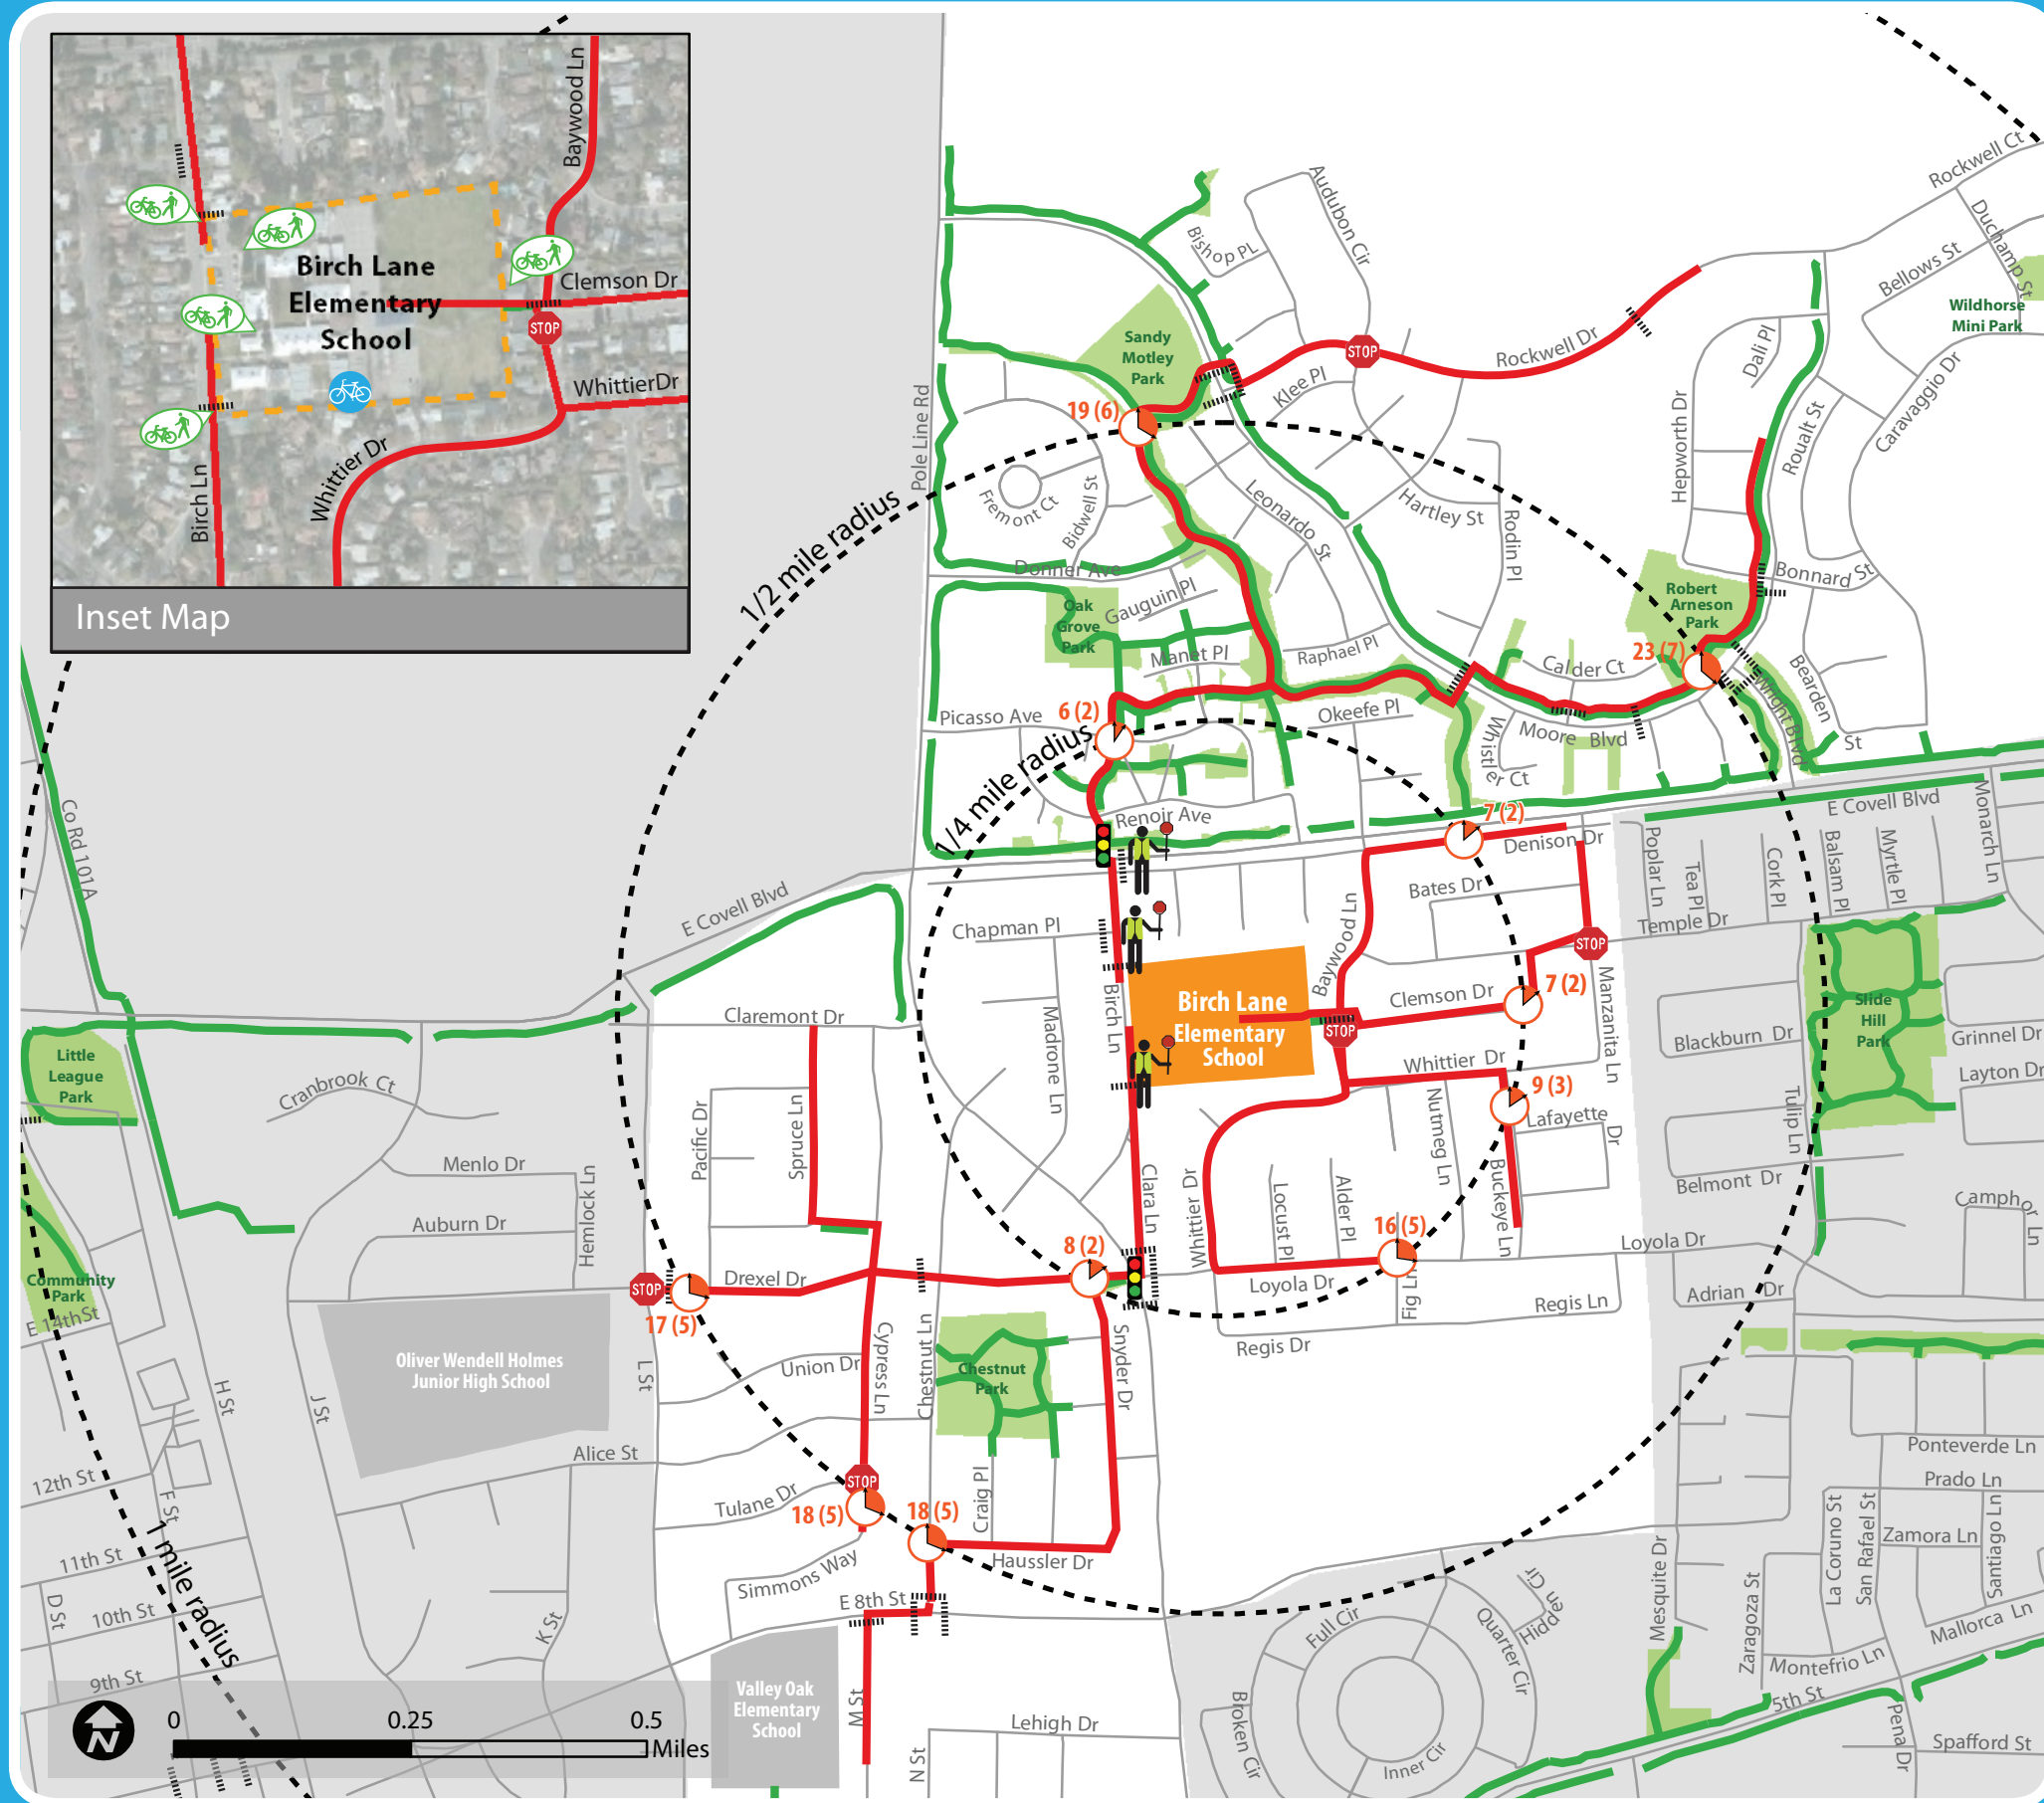 Baywood Ln
Clemson Dr
Birch Lane
Elementary
School
STOP
Whittier Dr
Whittier Dr
Birch Ln
Inset Map
Rockwell Ct
Duchamp St
Bellows St
Wildhorse
Mini Park
Audubon Cir
Bishop PL
Sandy
Motley
Park
STOP
Rockwell Dr
Dali Pl
Klee Pl
19 (6)
Pole Line Rd
Hepworth Dr
Roualt St
Caravaggio Dr
Fremont Ct
Bidwell St
Leonardo St
Hartley St
Rodin Pl
1/2 mile radius
Donner Ave
Bonnard St
Oak
Grove
Park
Gauguin Pl
Robert
Arneson
Park
Manet Pl
Raphael Pl
Calder Ct
23 (7)
Bearden
St
Wright Blvd
Picasso Ave
6 (2)
Okeefe Pl
Whistler Ct
Moore Blvd
1/4 mile radius
Renoir Ave
7 (2)
Denison Dr
E Covell Blvd
Monarch Ln
Co Rd 101A
Poplar Ln
Tea Pl
Cork Pl
Balsam Pl
Myrtle Pl
E Covell Blvd
Chapman Pl
Bates Dr
Baywood Ln
Temple Dr
STOP
Birch Ln
Birch Lane
Elementary
School
Clemson Dr
7 (2)
Manzanita Ln
Slide
Hill
Park
STOP
Claremont Dr
Madrone Ln
Blackburn Dr
Grinnel Dr
Little
League
Park
Cranbrook Ct
Whittier Dr
9 (3)
Layton Dr
Pacific Dr
Spruce Ln
Nutmeg Ln
Lafayette
Dr
Tulip Ln
Menlo Dr
Hemlock Ln
Clara Ln
Whittier Dr
Locust Pl
Alder Pl
Buckeye Ln
Belmont Dr
Camphor Ln
Auburn Dr
8 (2)
16 (5)
Loyola Dr
Community
Park
STOP
Drexel Dr
Loyola Dr
Fig Ln
Adrian Dr
E 14th St
17 (5)
Regis Ln
Regis Dr
Oliver Wendell Holmes
Junior High School
L St
Union Dr
Cypress Ln
Chestnut Ln
Chestnut
Park
Snyder Dr
H St
J St
Alice St
Ponteverde Ln
12th St
F St
STOP
Tulane Dr
18 (5)
18 (5)
Craig Pl
Prado Ln
La Coruno St
San Rafael St
Zamora Ln
Santiago Ln
11th St
1 mile radius
Haussler Dr
Simmons Way
Mesquite Dr
Hidden Cir
D St
10th St
K St
E 8th St
Full Cir
Quarter Cir
Zaragoza St
Mallorca Ln
Montefrio Ln
9th St
Valley Oak
Elementary
School
M St
5th St
N
0
0.25
0.5
Miles
Lehigh Dr
N St
Broken Cir
Inner Cir
Pena Dr
Spafford St